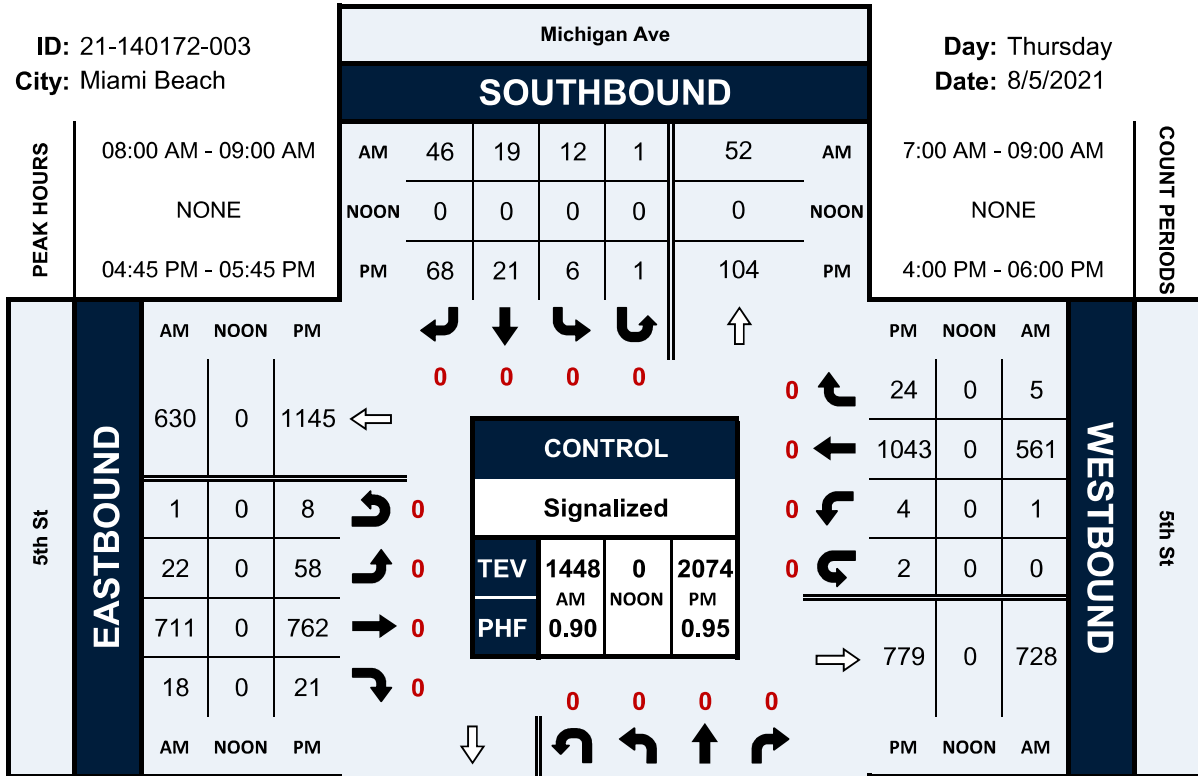 Michigan Ave
ID: 21-140172-003
Day: Thursday
City: Miami Beach
Date: 8/5/2021
SOUTHBOUND
PEAK HOURS
08:00 AM - 09:00 AM
NONE
04:45 PM - 05:45 PM
AM 46 19 12 1 52 AM
NOON 0 0 0 0 0 NOON
PM 68 21 6 1 104 PM
7:00 AM - 09:00 AM
NONE
4:00 PM - 06:00 PM
COUNT PERIODS
0 0 0 0
5th St
EASTBOUND
AM NOON PM
630 0 1145
1 0 8 0
22 0 58 0
711 0 762 0
18 0 21 0
AM NOON PM
CONTROL
Signalized
TEV 1448 0 2074
AM NOON PM
PHF 0.90 0.95
PM NOON AM
0 24 0 5
0 1043 0 561
0 4 0 1
0 2 0 0
779 0 728
PM NOON AM
WESTBOUND
5th St
0 0 0 0